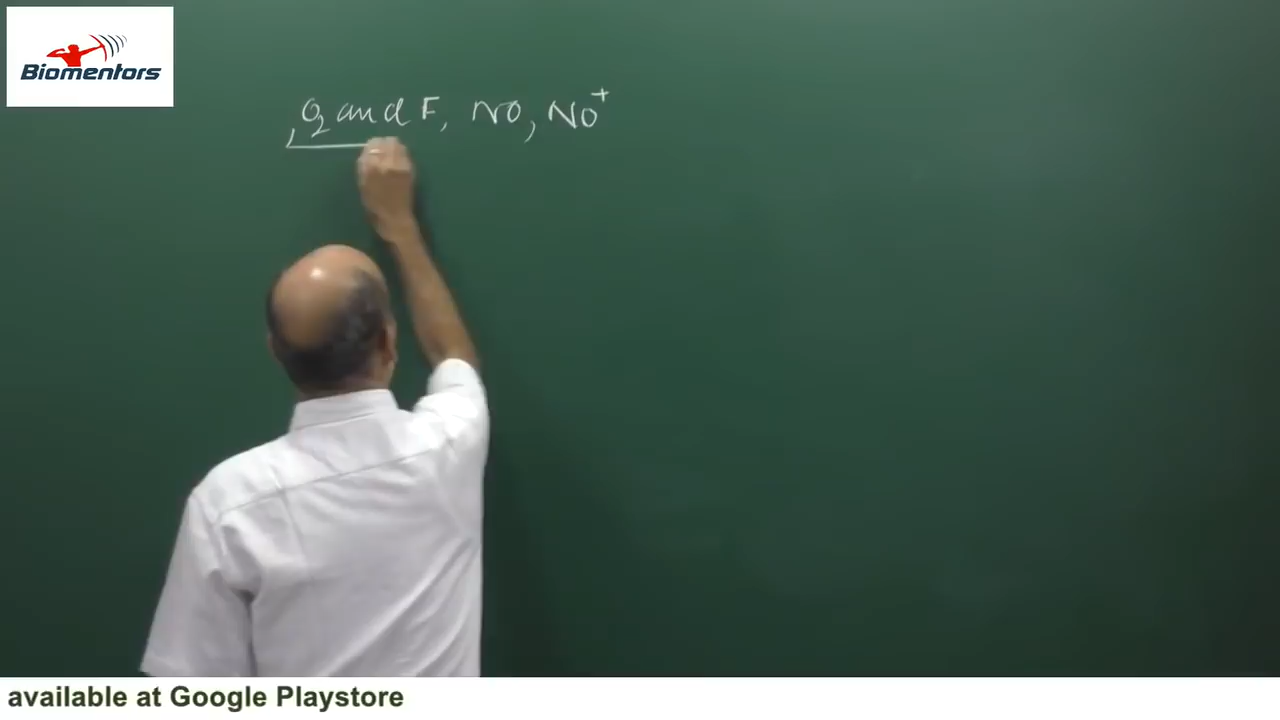 Biomentors
, O2 and F, NO, NO+
available at Google Playstore